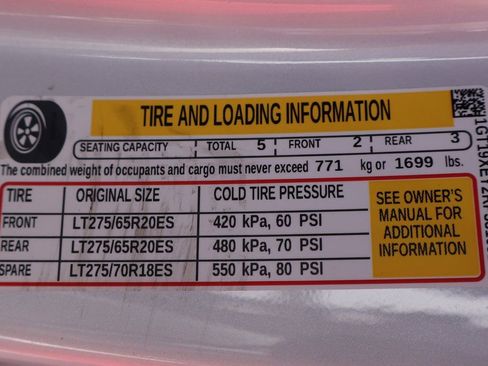 TIRE AND LOADING INFORMATION
SEATING CAPACITY TOTAL 5 FRONT 2 REAR 3
The combined weight of occupants and cargo must never exceed 771 kg or 1699 lbs.
TIRE ORIGINAL SIZE COLD TIRE PRESSURE
FRONT LT275/65R20ES 420 kPa, 60 PSI
REAR LT275/65R20ES 480 kPa, 70 PSI
SPARE LT275/70R18ES 550 kPa, 80 PSI
SEE OWNER'S
MANUAL FOR
ADDITIONAL
INFORMATION